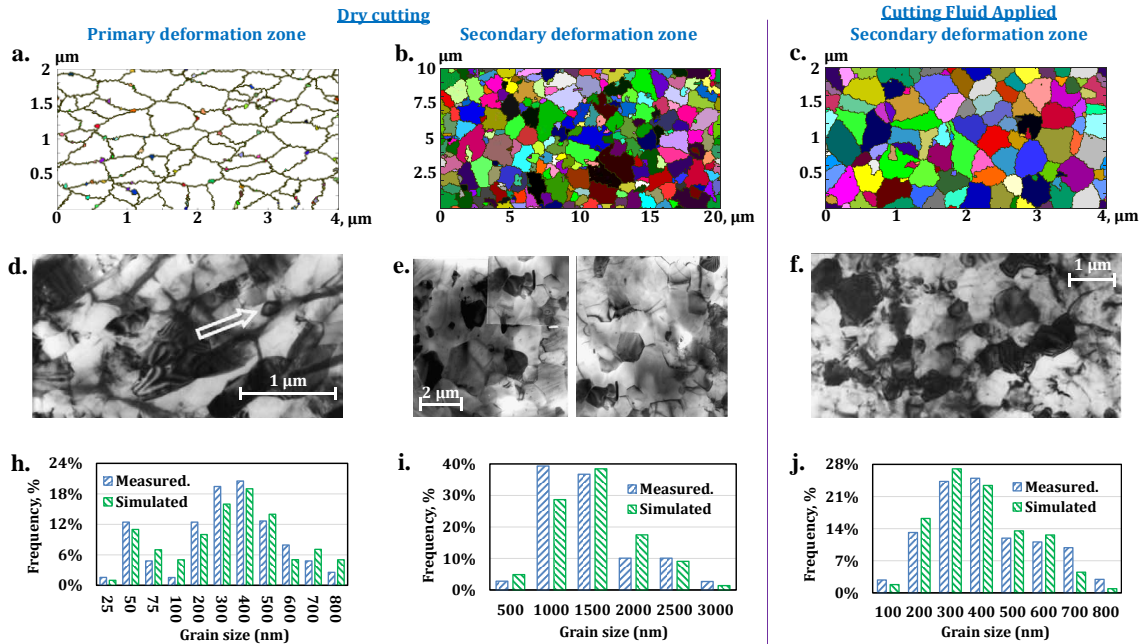 Dry cutting
Cutting Fluid Applied
Primary deformation zone
Secondary deformation zone
Secondary deformation zone
a.
μm
2
1.5
1
0.5
0
1
2
3
4, μm
b.
10
7.5
5
2.5
0
5
10
15
20, μm
c.
μm
2
1.5
1
0.5
0
1
2
3
4, μm
d.
1 μm
e.
2 μm
f.
1 μm
h.
24%
18%
12%
6%
0%
Frequency, %
Measured.
Simulated
25 50 75 100 200 300 400 500 600 700 800
Grain size (nm)
i.
40%
30%
20%
10%
0%
Frequency, %
Measured.
Simulated
500 1000 1500 2000 2500 3000
Grain size (nm)
j.
28%
21%
14%
7%
0%
Frequency, %
Measured.
Simulated
100 200 300 400 500 600 700 800
Grain size (nm)